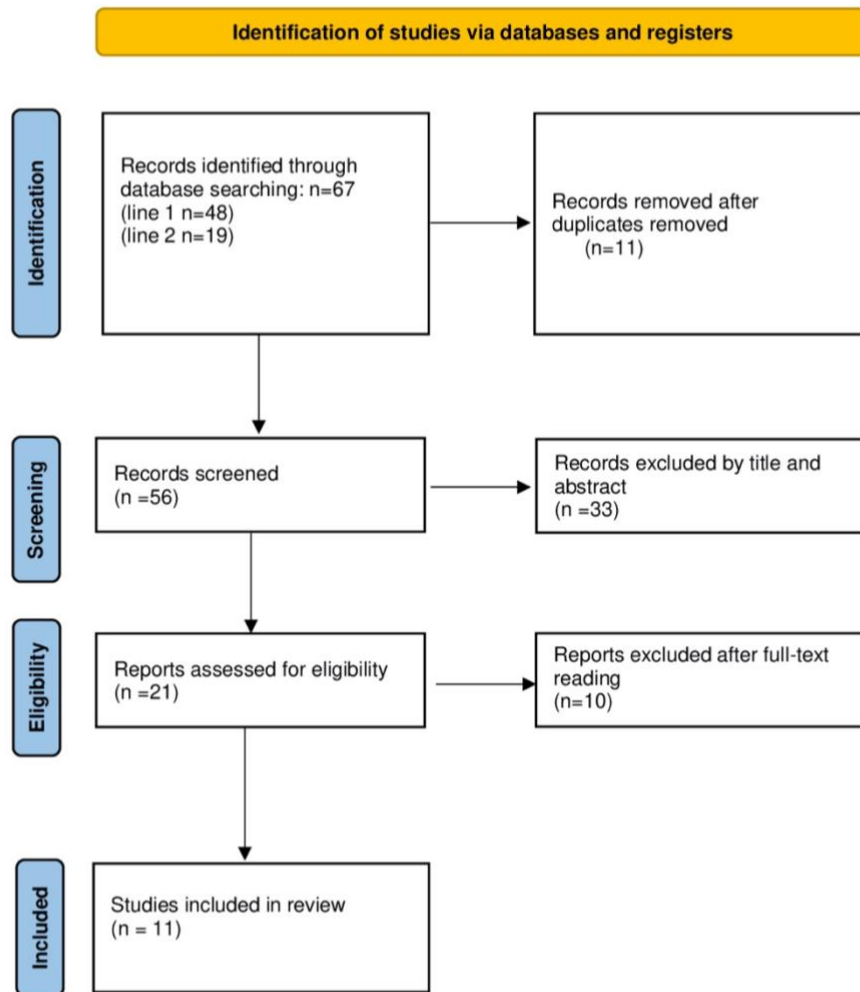 Identification of studies via databases and registers
Identification
Records identified through
database searching: n=67
(line 1 n=48)
(line 2 n=19)
Records removed after
duplicates removed
(n=11)
Screening
Records screened
(n =56)
Records excluded by title and
abstract
(n =33)
Eligibility
Reports assessed for eligibility
(n =21)
Reports excluded after full-text
reading
(n=10)
Included
Studies included in review
(n = 11)